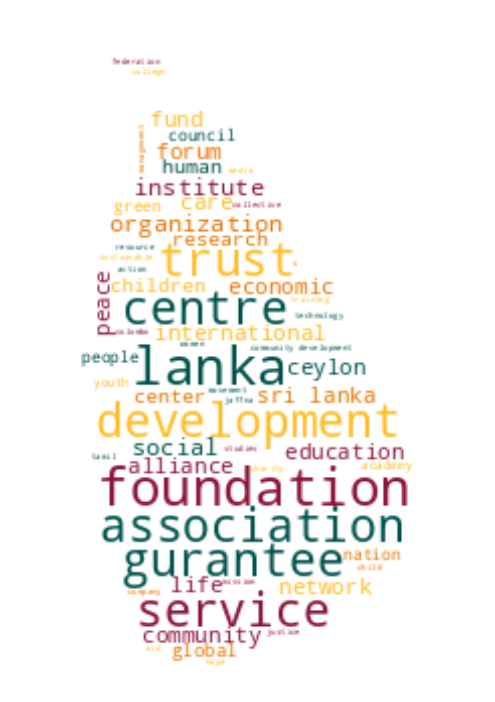 federation
college
fund
council
management
forum
human
media
institute
green
care
collective
organization
research
resource
sustainable
trust
action
peace
children
economic
training
centre
technology
colombo
international
women
community development
people
lanka
ceylon
youth
movement
center
jaffna
sri lanka
development
social
studies
tamil
education
alliance
charity
academy
foundation
association
gurantee
nation
child
life
mission
company
network
service
community
justice
aid
global
hope